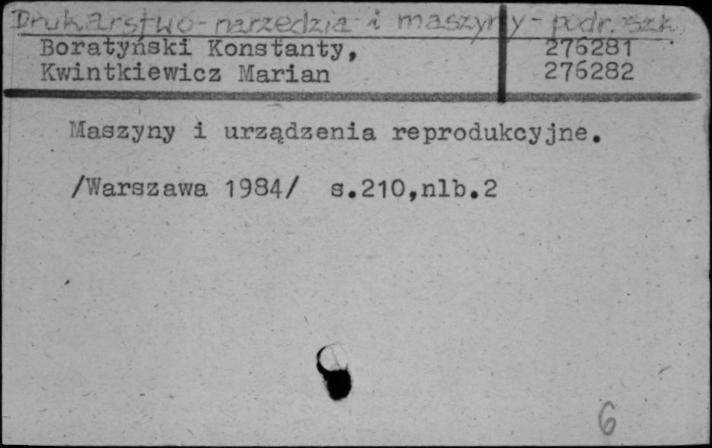 Drukarstwo - narzędzia i maszyny - podr. szk.
Boratyński Konstanty, 276281
Kwintkiewicz Marian 276282
Maszyny i urządzenia reprodukcyjne.
/Warszawa 1984/ s.210,nlb.2
6